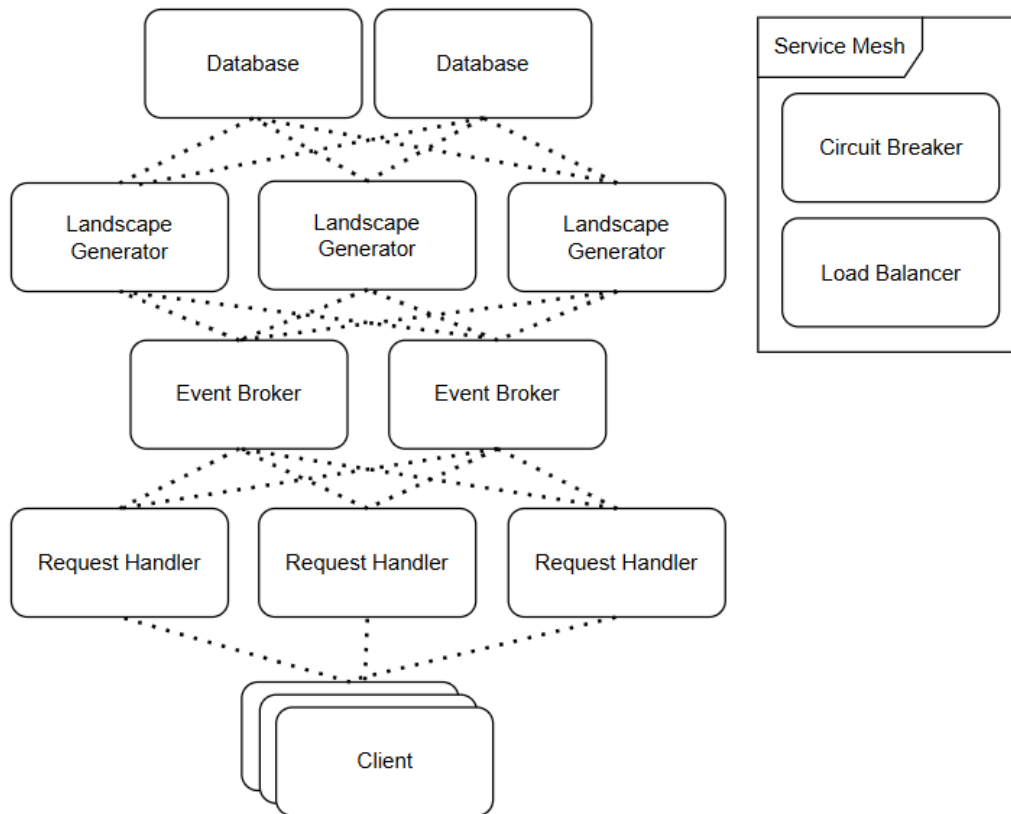 Database
Database
Service Mesh
Circuit Breaker
Landscape
Generator
Landscape
Generator
Landscape
Generator
Load Balancer
Event Broker
Event Broker
Request Handler
Request Handler
Request Handler
Client